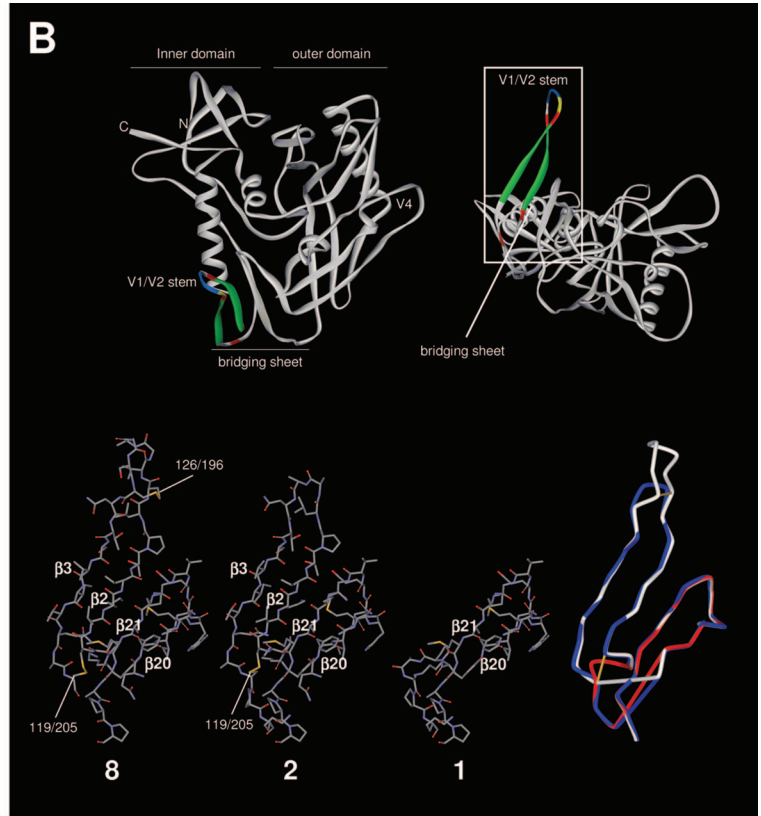 B
Inner domain
outer domain
V1/V2 stem
C
N
V4
V1/V2 stem
bridging sheet
bridging sheet
126/196
β3
β3
β2
β2
β21
β21
β21
β20
β20
β20
119/205
119/205
8
2
1